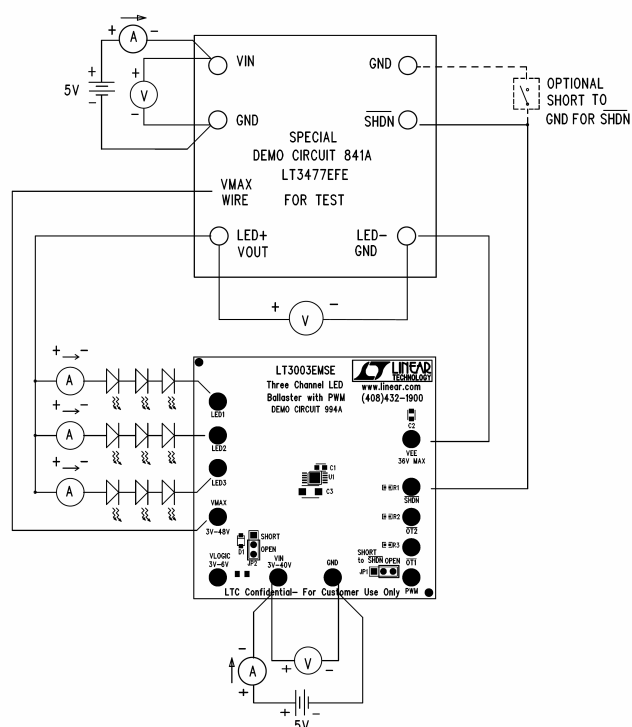 A
+
-
VIN
GND
5V
+
-
+
V
-
OPTIONAL
SHORT TO
GND FOR SHDN
GND
SHDN
SPECIAL
DEMO CIRCUIT 841A
LT3477EFE
FOR TEST
VMAX
WIRE
LED+
VOUT
LED-
GND
+
V
-
LT3003EMSE
Three Channel LED
Ballaster with PWM
DEMO CIRCUIT 994A
LT LINEAR
TECHNOLOGY
www.linear.com
(408)432-1900
+ -
A
LED1
+ -
A
LED2
+ -
A
LED3
C2
VEE
36V MAX
C1
U1
C3
R1
SHDN
R2
OT2
R3
OT1
VMAX
3V-48V
D1
SHORT
OPEN
JP2
VLOGIC
3V-6V
VIN
3V-40V
GND
SHORT
to SHDN OPEN
JP1
PWM
LTC Confidential- For Customer Use Only
-
A
+
+
V
-
+
-
5V